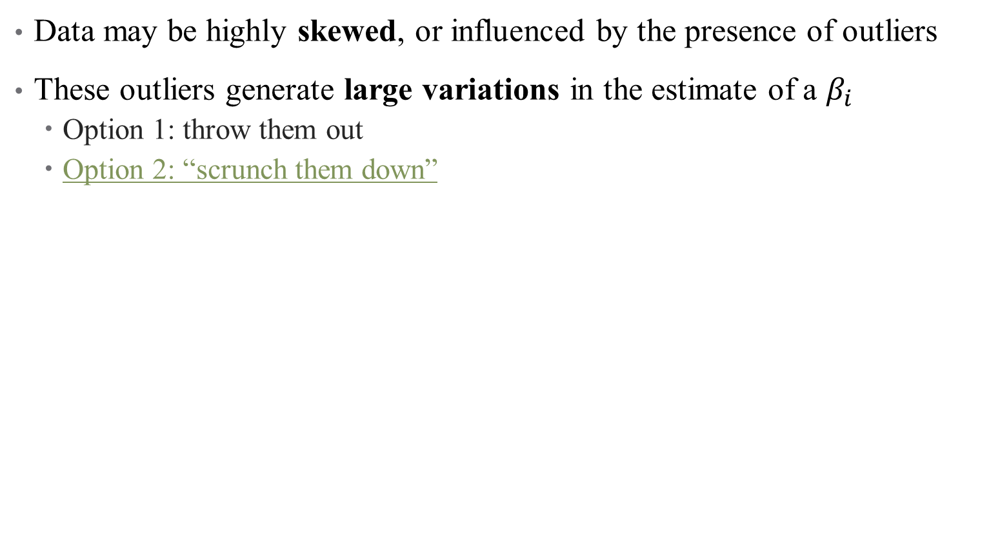 • Data may be highly skewed, or influenced by the presence of outliers
• These outliers generate large variations in the estimate of a βᵢ
• Option 1: throw them out
• Option 2: “scrunch them down”